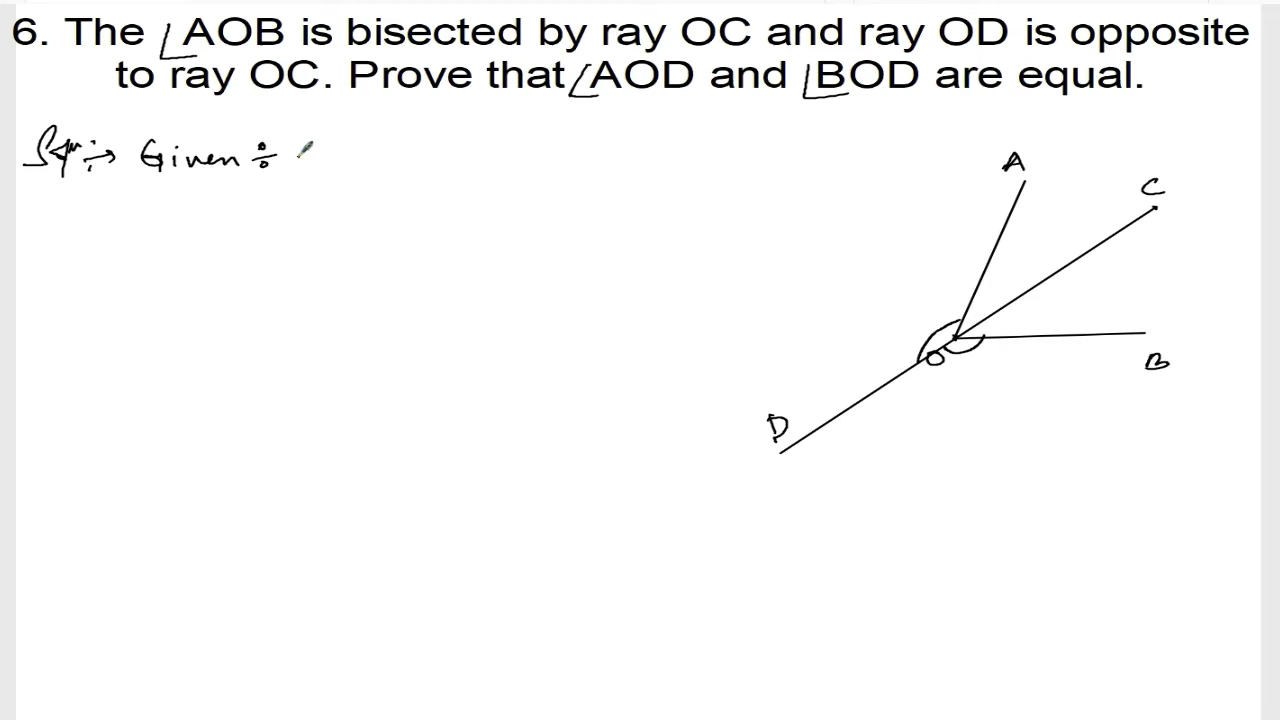 6. The ∠AOB is bisected by ray OC and ray OD is opposite
to ray OC. Prove that ∠AOD and ∠BOD are equal.
Solⁿ:→ Given ÷
A
C
O
B
D